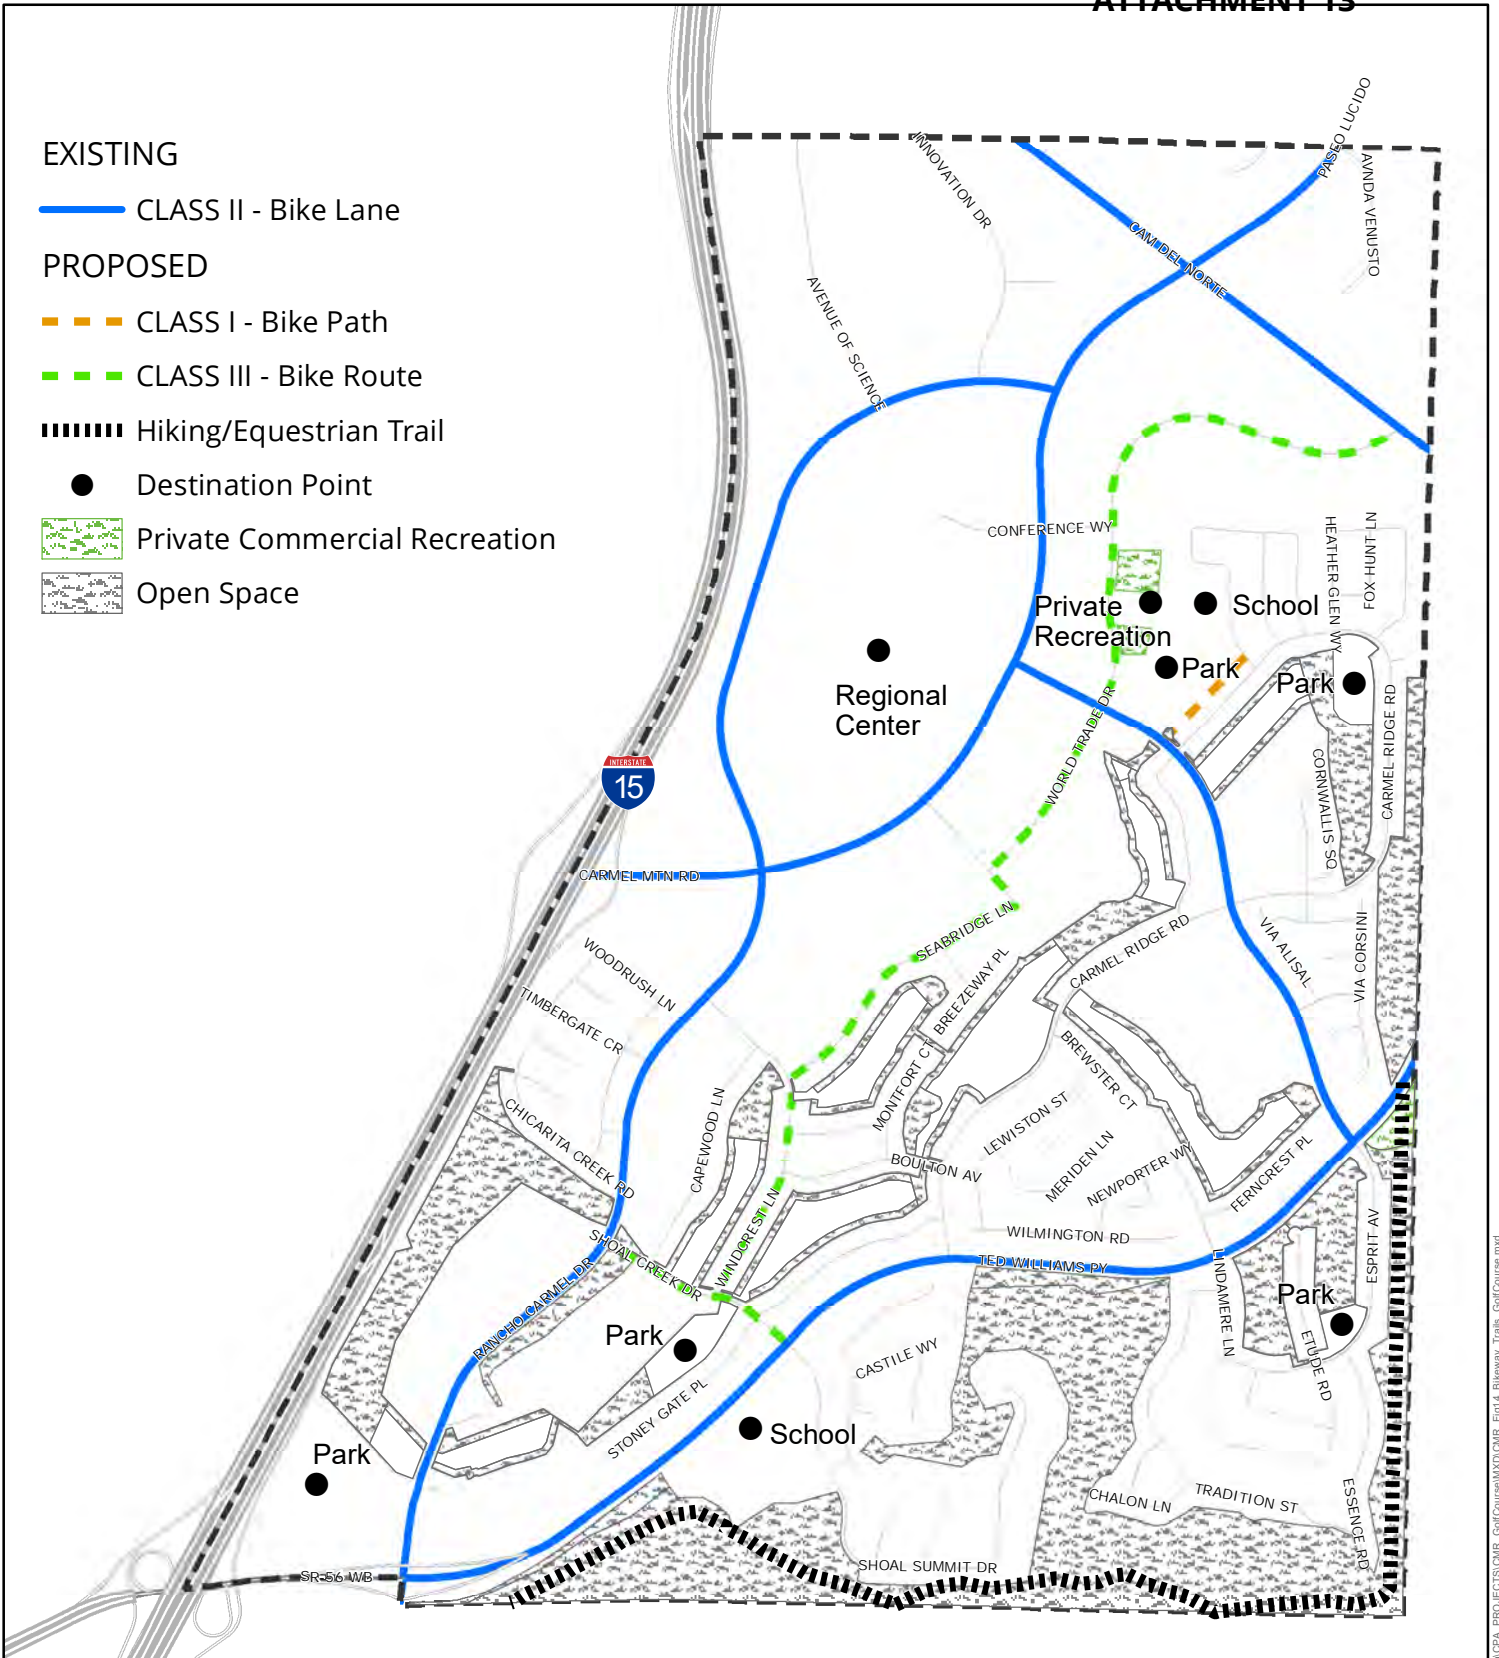 ATTACHMENT 13
EXISTING
CLASS II - Bike Lane
PROPOSED
CLASS I - Bike Path
CLASS III - Bike Route
Hiking/Equestrian Trail
Destination Point
Private Commercial Recreation
Open Space
PASEO LUCIDO
INNOVATION DR
AVNDA VENUSTO
CAM DEL NORTE
AVENUE OF SCIENCE
CONFERENCE WY
HEATHER GLEN WY
FOX HUNT LN
Private
Recreation
School
Park
Park
Regional
Center
WORLD TRADE DR
CARMEL RIDGE RD
CORNWALLIS SQ
INTERSTATE
15
CARMEL MTN RD
SEABRIDGE LN
BREEZEWAY PL
CARMEL RIDGE RD
VIA ALISAL
VIA CORSINI
WOODRUSH LN
TIMBERGATE CR
MONTFORT CT
BREWSTER CT
CHICARITA CREEK RD
CAPEWOOD LN
LEWISTON ST
BOULTON AV
MERIDEN LN
NEWPORTER WY
FERNCREST PL
WINDCREST LN
WILMINGTON RD
ESPRIT AV
SHOAL CREEK DR
TED WILLIAMS PY
LINDAMERE LN
RANCHO CARMEL DR
Park
Park
ETUDE RD
CASTILE WY
STONEY GATE PL
School
Park
CHALON LN
TRADITION ST
ESSENCE RD
SHOAL SUMMIT DR
SR-56 WB